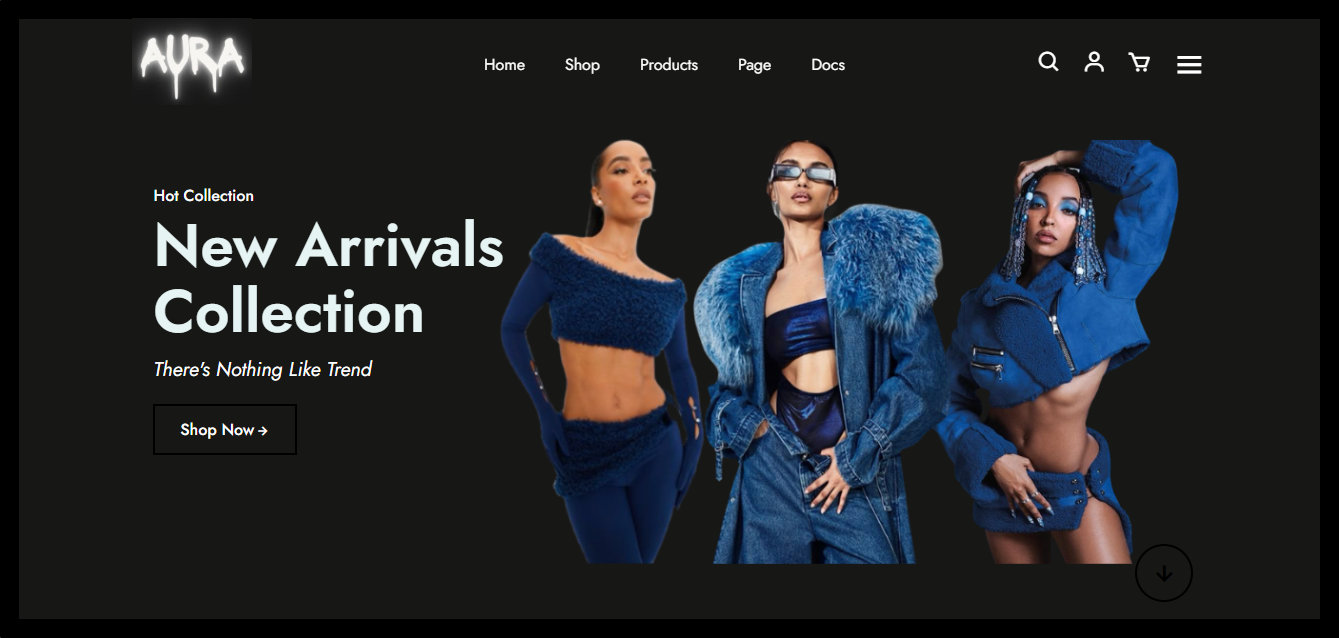 AURA
Home Shop Products Page Docs
Hot Collection
New Arrivals
Collection
There's Nothing Like Trend
Shop Now →